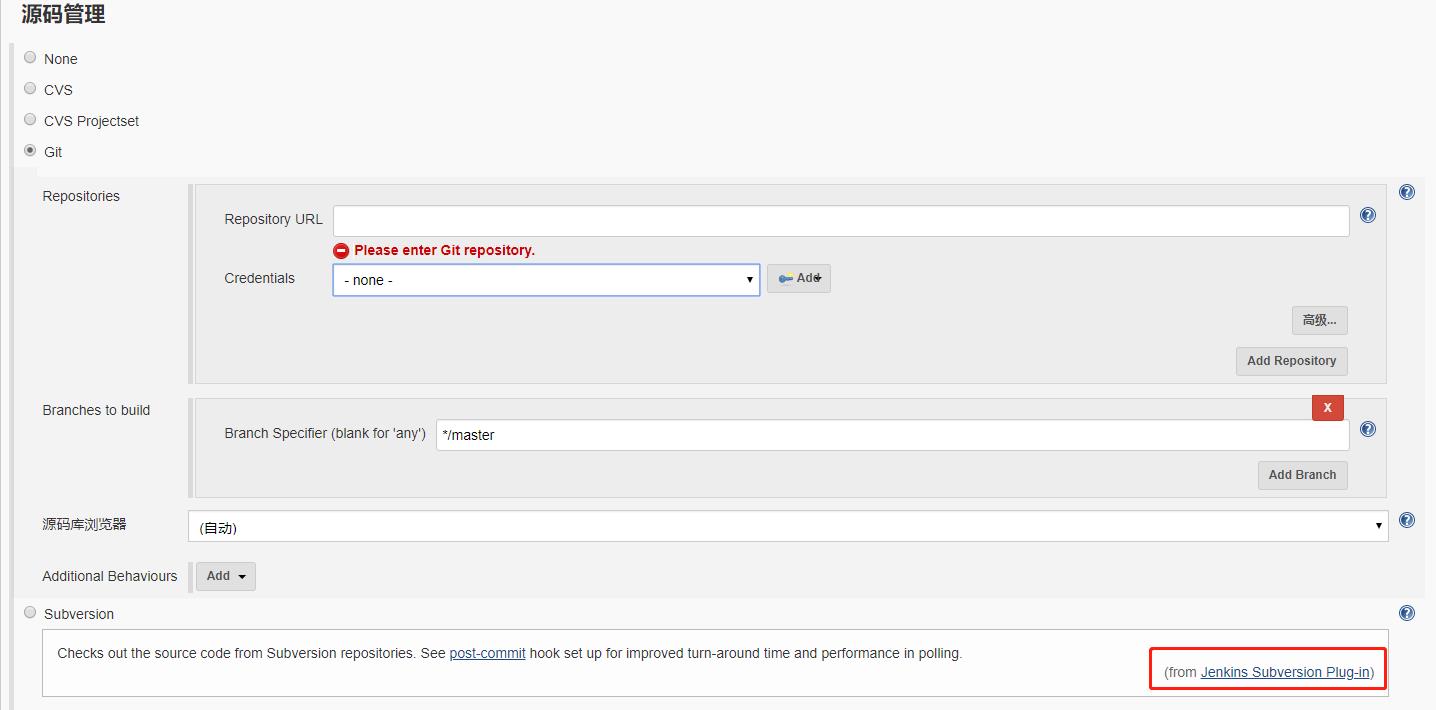 源码管理
None
CVS
CVS Projectset
Git
Repositories
Repository URL
Please enter Git repository.
Credentials
- none -
Add
高级...
Add Repository
Branches to build
X
Branch Specifier (blank for 'any')
*/master
Add Branch
源码库浏览器
(自动)
Additional Behaviours
Add
Subversion
Checks out the source code from Subversion repositories. See post-commit hook set up for improved turn-around time and performance in polling.
(from Jenkins Subversion Plug-in)